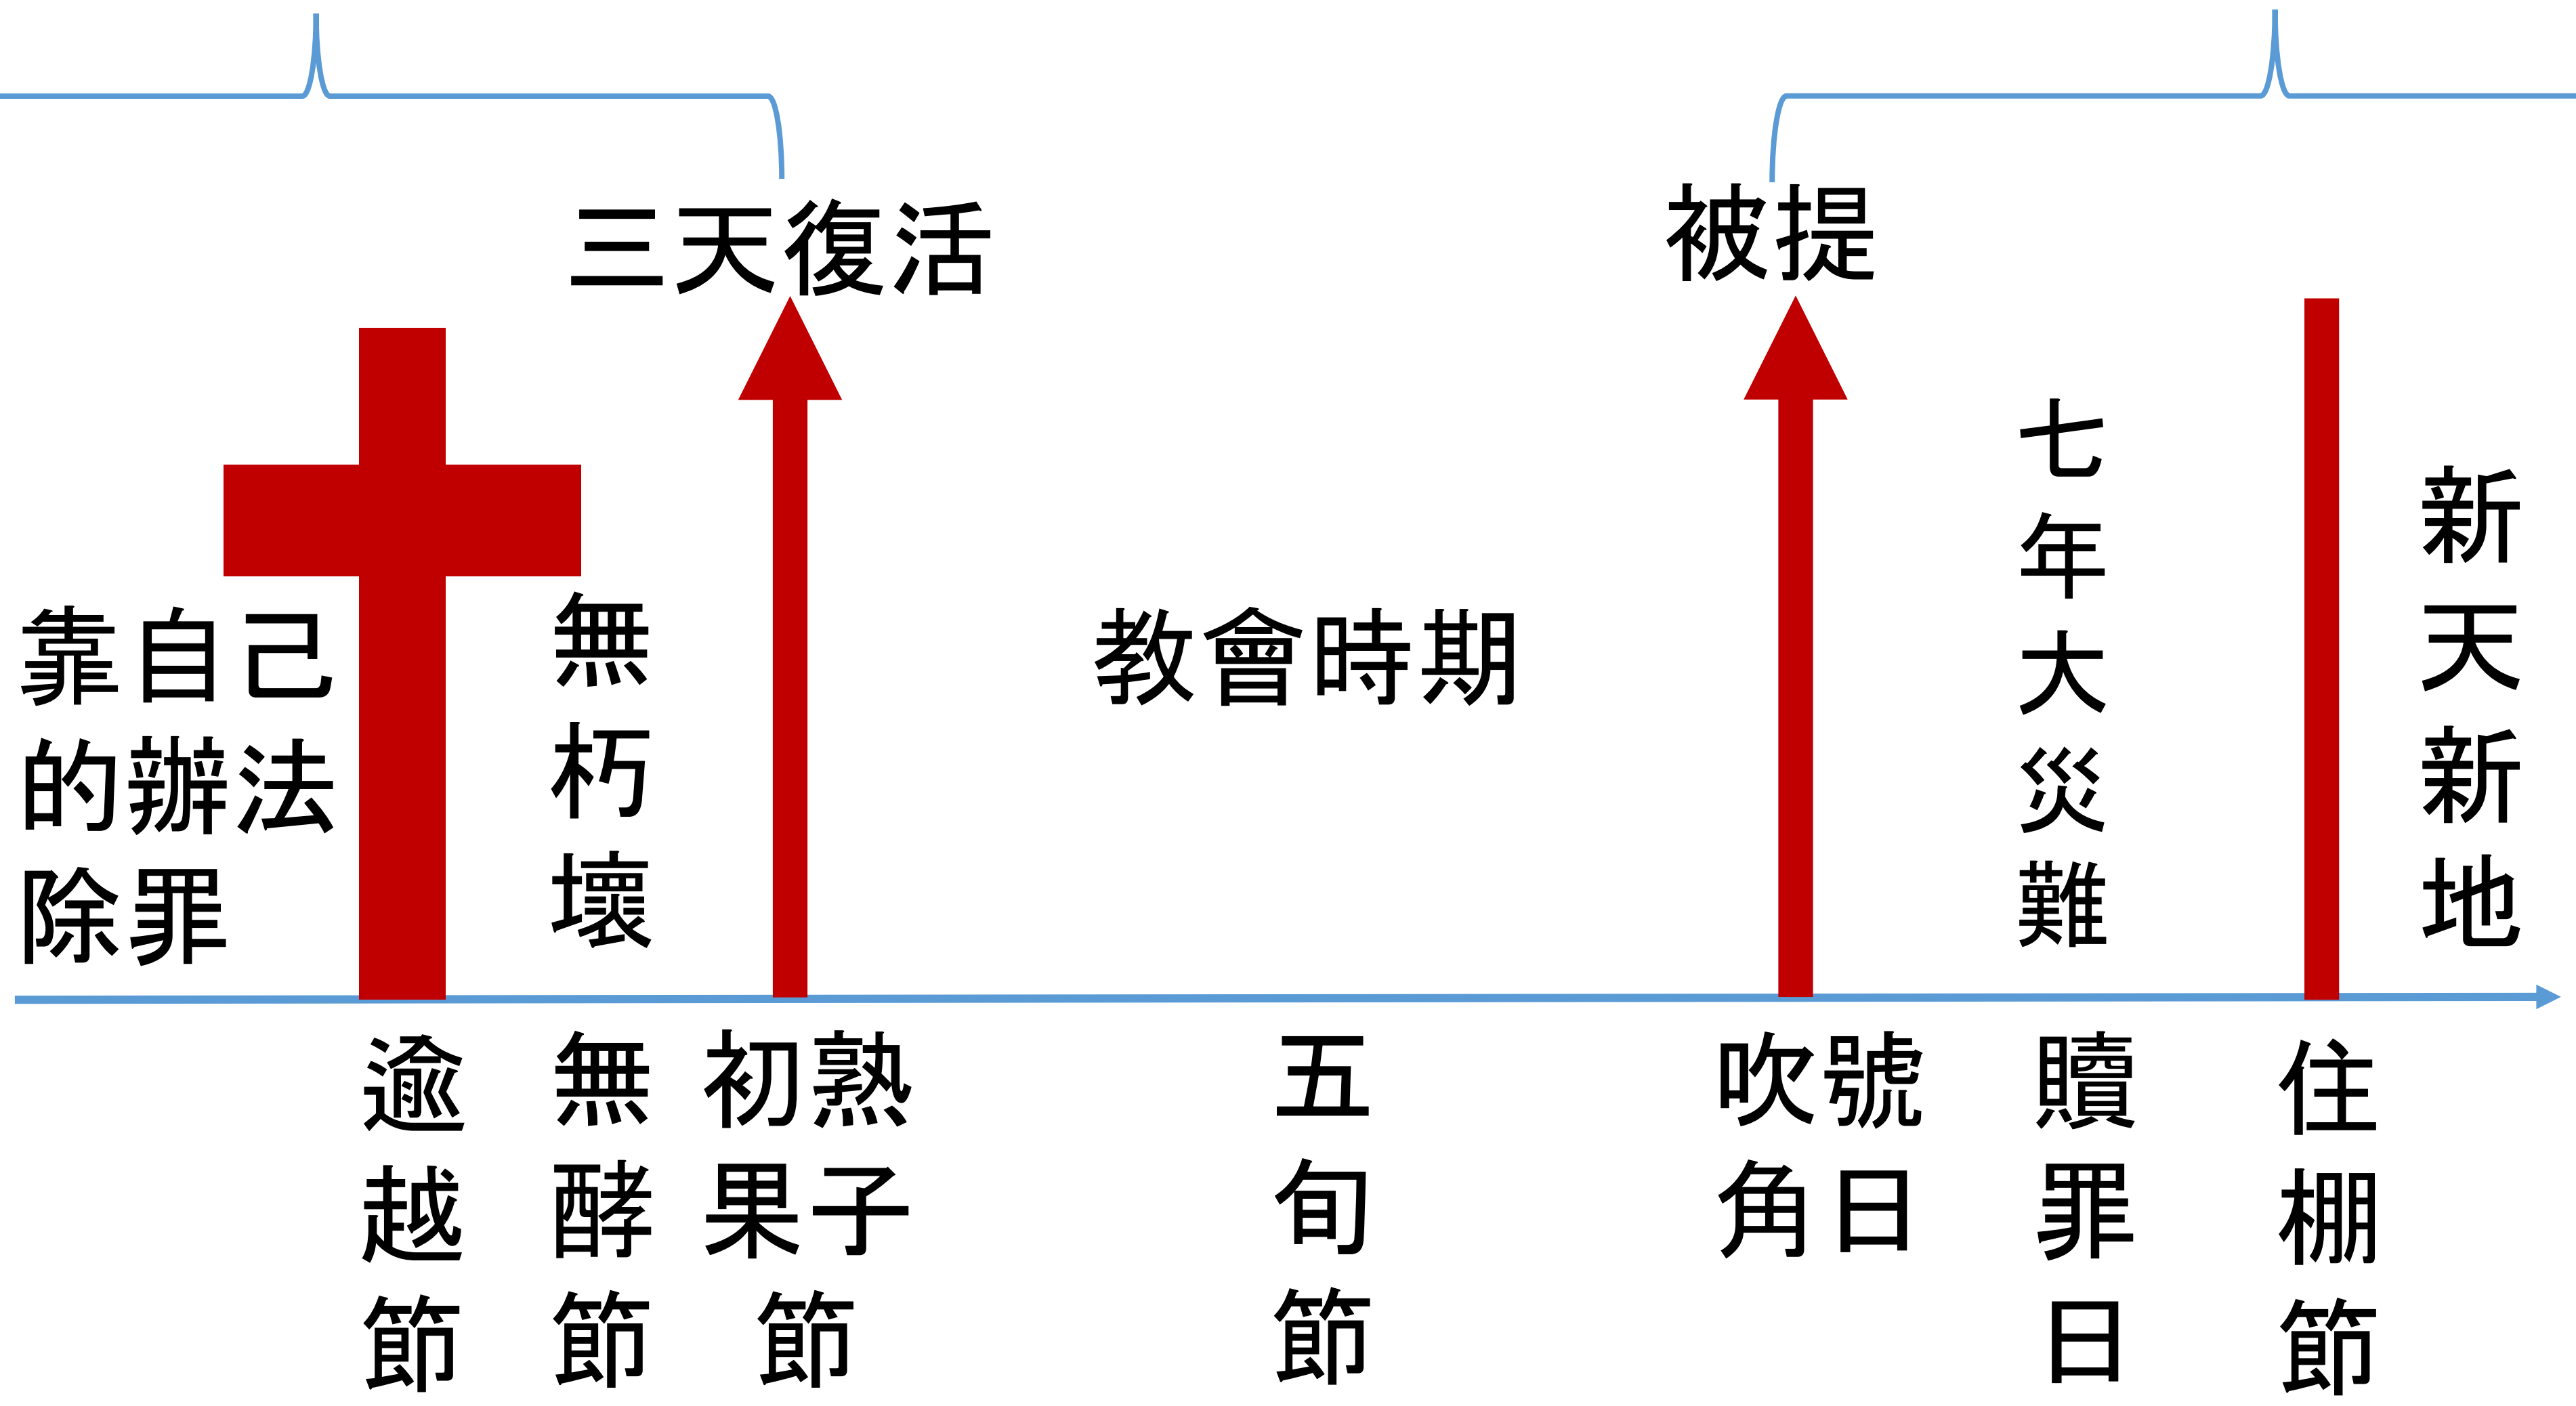 三天復活
被提
靠自己
的辦法
除罪
無朽壞
教會時期
七年大災難
新天新地
逾越節
無酵節
初熟
果子
節
五旬節
吹號
角日
贖罪日
住棚節